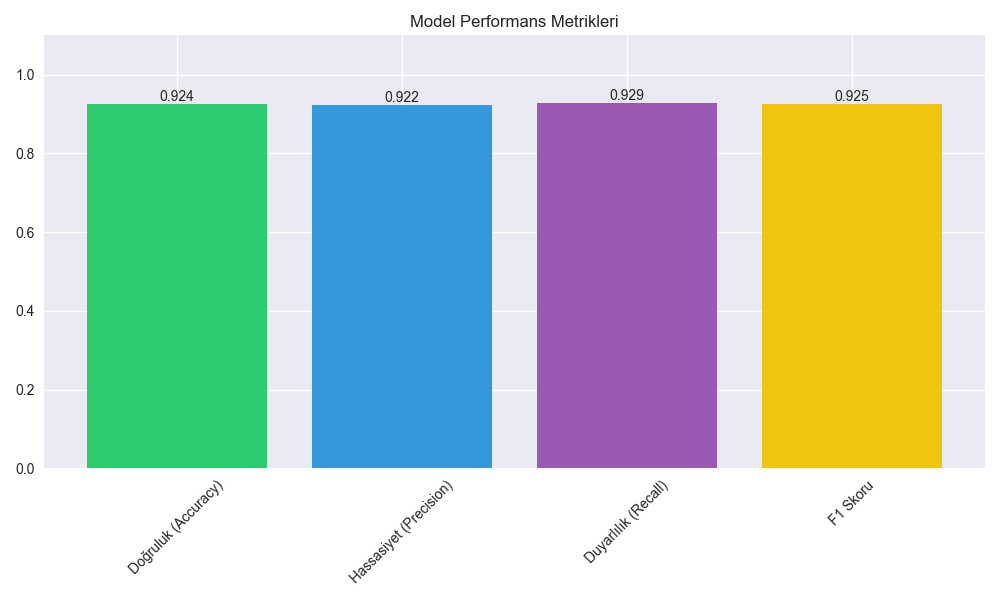 Model Performans Metrikleri
1.0
0.8
0.6
0.4
0.2
0.0
0.924
0.922
0.929
0.925
Doğruluk (Accuracy)
Hassasiyet (Precision)
Duyarlılık (Recall)
F1 Skoru